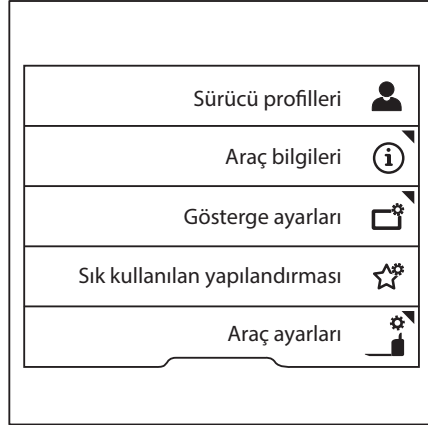 Sürücü profilleri
Araç bilgileri
Gösterge ayarları
Sık kullanılan yapılandırması
Araç ayarları